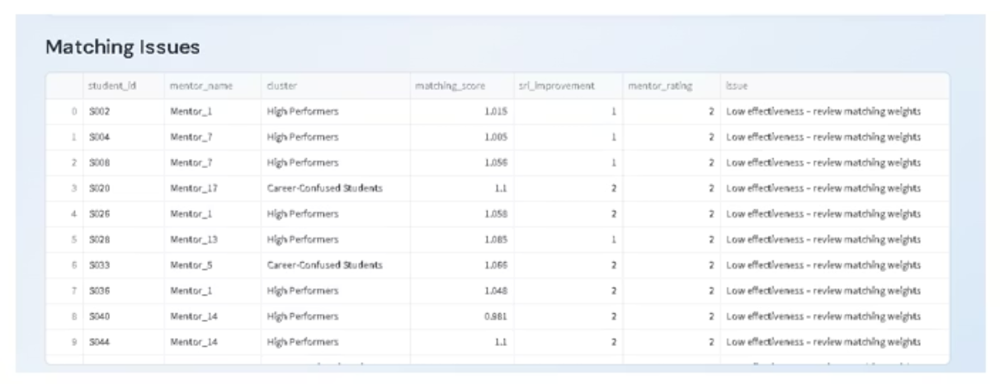 Matching Issues
student_id mentor_name cluster matching_score sri_improvement mentor_rating issue
0 S002 Mentor_1 High Performers 1.015 1 2 Low effectiveness – review matching weights
1 S004 Mentor_7 High Performers 1.005 1 2 Low effectiveness – review matching weights
2 S008 Mentor_7 High Performers 1.056 1 2 Low effectiveness – review matching weights
3 S020 Mentor_17 Career-Confused Students 1.1 2 2 Low effectiveness – review matching weights
4 S026 Mentor_1 High Performers 1.058 2 2 Low effectiveness – review matching weights
5 S028 Mentor_13 High Performers 1.085 1 2 Low effectiveness – review matching weights
6 S033 Mentor_5 Career-Confused Students 1.066 2 2 Low effectiveness – review matching weights
7 S036 Mentor_1 High Performers 1.048 2 2 Low effectiveness – review matching weights
8 S040 Mentor_14 High Performers 0.981 2 2 Low effectiveness – review matching weights
9 S044 Mentor_14 High Performers 1.1 2 2 Low effectiveness – review matching weights